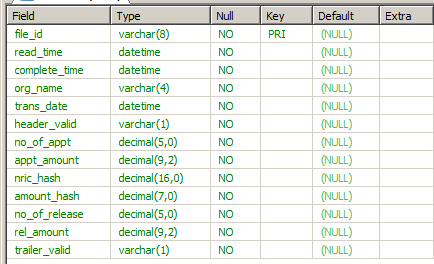 Field Type Null Key Default Extra
file_id varchar(8) NO PRI (NULL)
read_time datetime NO (NULL)
complete_time datetime NO (NULL)
org_name varchar(4) NO (NULL)
trans_date datetime NO (NULL)
header_valid varchar(1) NO (NULL)
no_of_appt decimal(5,0) NO (NULL)
appt_amount decimal(9,2) NO (NULL)
nric_hash decimal(16,0) NO (NULL)
amount_hash decimal(7,0) NO (NULL)
no_of_release decimal(5,0) NO (NULL)
rel_amount decimal(9,2) NO (NULL)
trailer_valid varchar(1) NO (NULL)